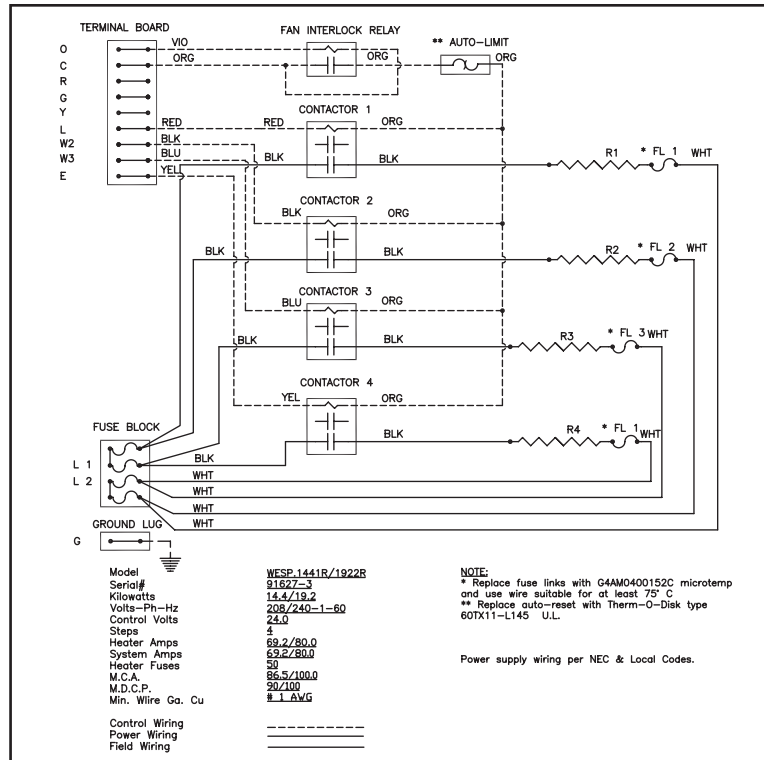 TERMINAL BOARD
FAN INTERLOCK RELAY
** AUTO-LIMIT
O
VIO
C
ORG
ORG
ORG
R
G
Y
CONTACTOR 1
L
RED
RED
ORG
W2
BLK
W3
BLU
BLK
BLK
R1
* FL 1
WHT
E
YEL
CONTACTOR 2
BLK
ORG
BLK
BLK
R2
* FL 2
WHT
CONTACTOR 3
BLU
ORG
BLK
BLK
R3
* FL 3
WHT
CONTACTOR 4
YEL
ORG
FUSE BLOCK
BLK
R4
* FL 1
WHT
L 1
BLK
L 2
WHT
WHT
WHT
GROUND LUG
G
Model WESP.1441R/1922R
Serial# 91627-3
Kilowatts 14.4/19.2
Volts-Ph-Hz 208/240-1-60
Control Volts 24.0
Steps 4
Heater Amps 69.2/80.0
System Amps 69.2/80.0
Heater Fuses 50
M.C.A. 86.5/100.0
M.D.C.P. 90/100
Min. Wlire Ga. Cu # 1 AWG
NOTE:
* Replace fuse links with G4AM0400152C microtemp
and use wire suitable for at least 75° C
** Replace auto-reset with Therm-O-Disk type
60TX11-L145 U.L.
Power supply wiring per NEC & Local Codes.
Control Wiring
Power Wiring
Field Wiring